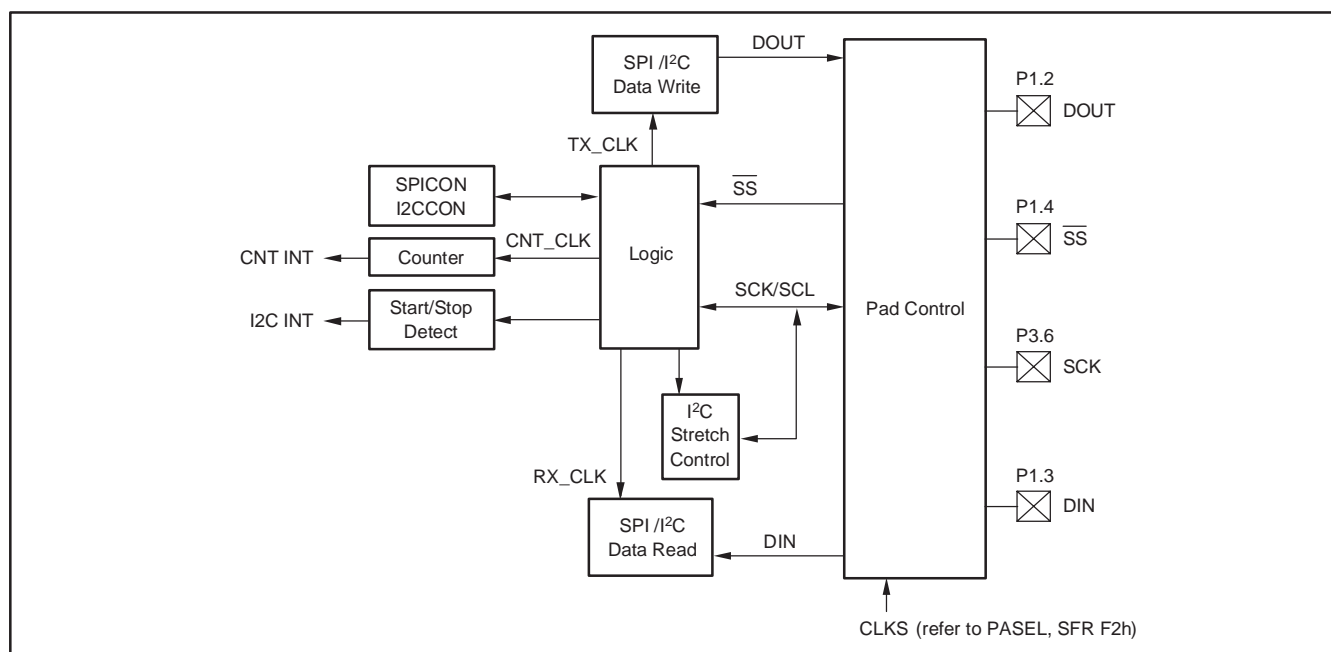 SPI /I²C
Data Write
DOUT
P1.2
DOUT
TX_CLK
SPICON
I2CCON
SS
P1.4
SS
CNT INT
Counter
CNT_CLK
Logic
I2C INT
Start/Stop
Detect
SCK/SCL
Pad Control
P3.6
SCK
I²C
Stretch
Control
RX_CLK
P1.3
DIN
SPI /I²C
Data Read
DIN
CLKS (refer to PASEL, SFR F2h)